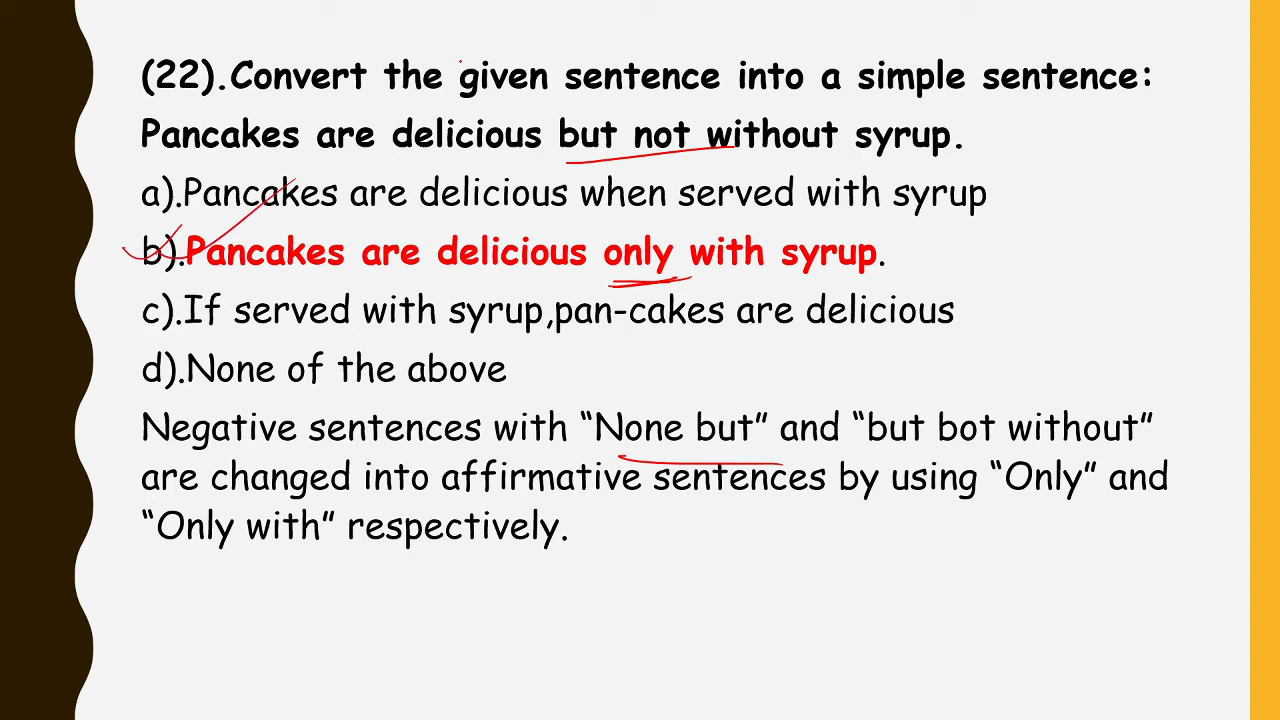 (22).Convert the given sentence into a simple sentence:
Pancakes are delicious but not without syrup.
a).Pancakes are delicious when served with syrup
b).Pancakes are delicious only with syrup.
c).If served with syrup,pan-cakes are delicious
d).None of the above
Negative sentences with “None but” and “but bot without”
are changed into affirmative sentences by using “Only” and
“Only with” respectively.